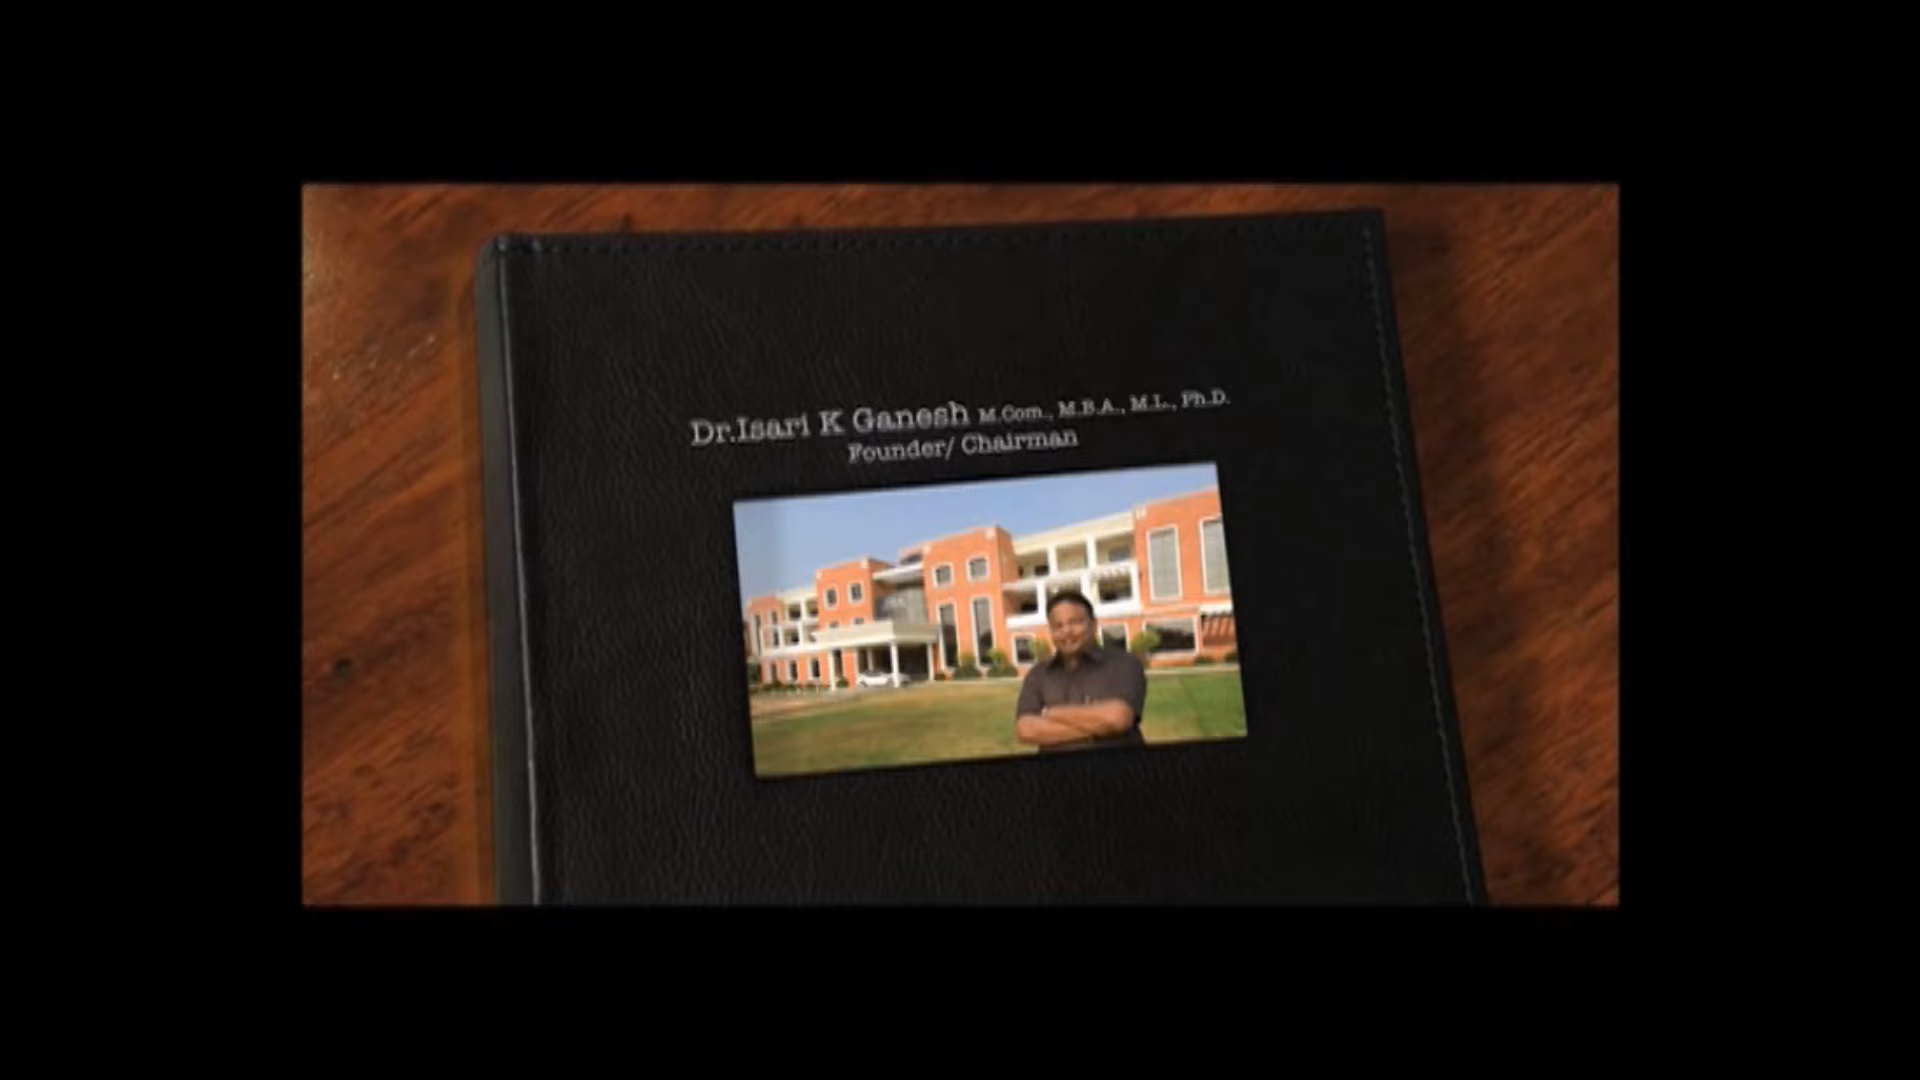 Dr.Isari K Ganesh M.Com., M.B.A., M.L., Ph.D.
Founder/ Chairman